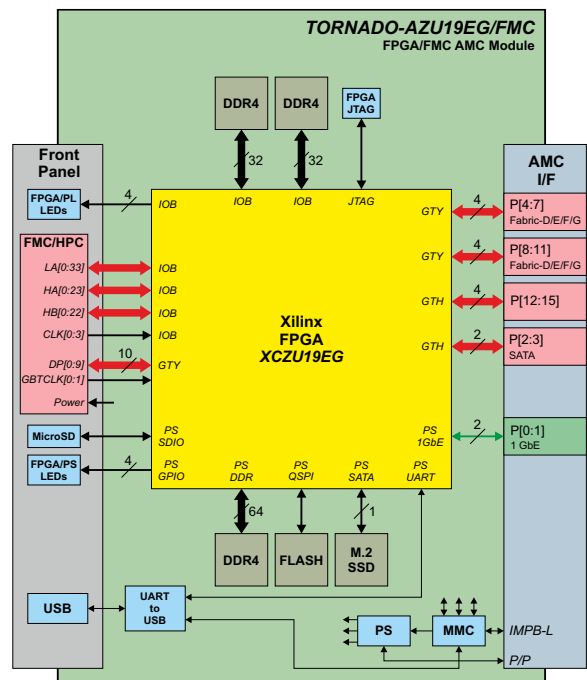 TORNADO-AZU19EG/FMC
FPGA/FMC AMC Module
DDR4
DDR4
FPGA
JTAG
32
32
Front
Panel
AMC
I/F
FPGA/PL
LEDs
4
IOB
IOB
IOB
JTAG
GTY
4
P[4:7]
Fabric-D/E/F/G
FMC/HPC
LA[0:33]
IOB
HA[0:23]
IOB
HB[0:22]
IOB
CLK[0:3]
IOB
DP[0:9]
10
GTY
GBTCLK[0:1]
Power
GTY
4
P[8:11]
Fabric-D/E/F/G
GTH
4
P[12:15]
Xilinx
FPGA
XCZU19EG
GTH
2
P[2:3]
SATA
MicroSD
PS
SDIO
PS
1GbE
2
P[0:1]
1 GbE
FPGA/PS
LEDs
4
PS
GPIO
PS
DDR
PS
QSPI
PS
SATA
PS
UART
64
1
DDR4
FLASH
M.2
SSD
USB
UART
to
USB
PS
MMC
IMPB-L
P/P